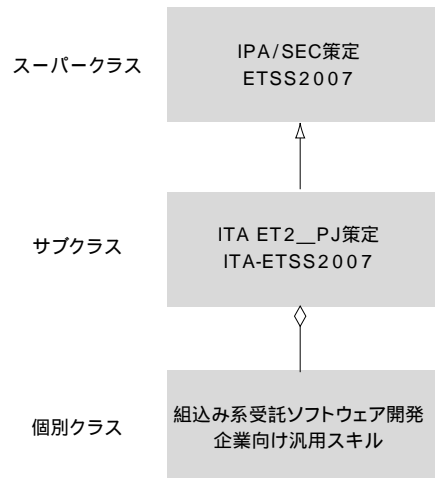 スーパークラス
IPA/SEC策定
ETSS2007
サブクラス
ITA ET2__PJ策定
ITA-ETSS2007
個別クラス
組込み系受託ソフトウェア開発
企業向け汎用スキル